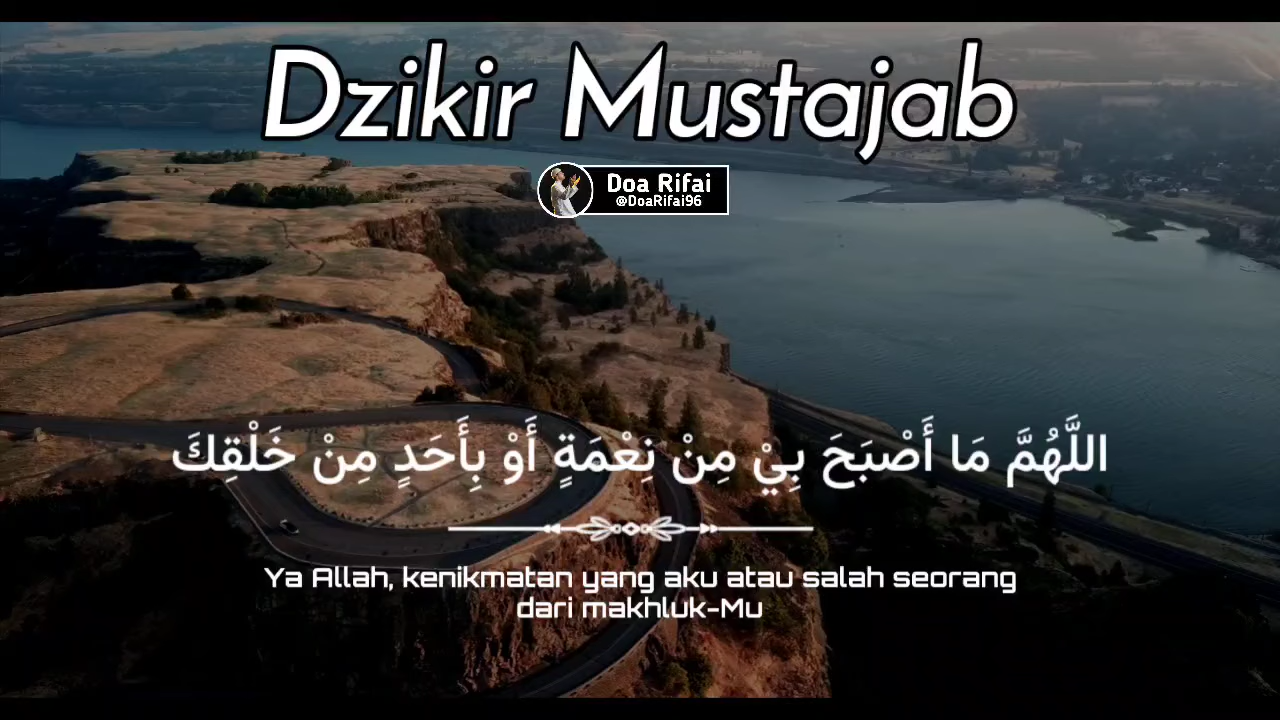 Dzikir Mustajab
Doa Rifai
@DoaRifai96
اللَّهُمَّ مَا أَصْبَحَ بِيْ مِنْ نِعْمَةٍ أَوْ بِأَحَدٍ مِنْ خَلْقِكَ
Ya Allah, kenikmatan yang aku atau salah seorang
dari makhluk-Mu